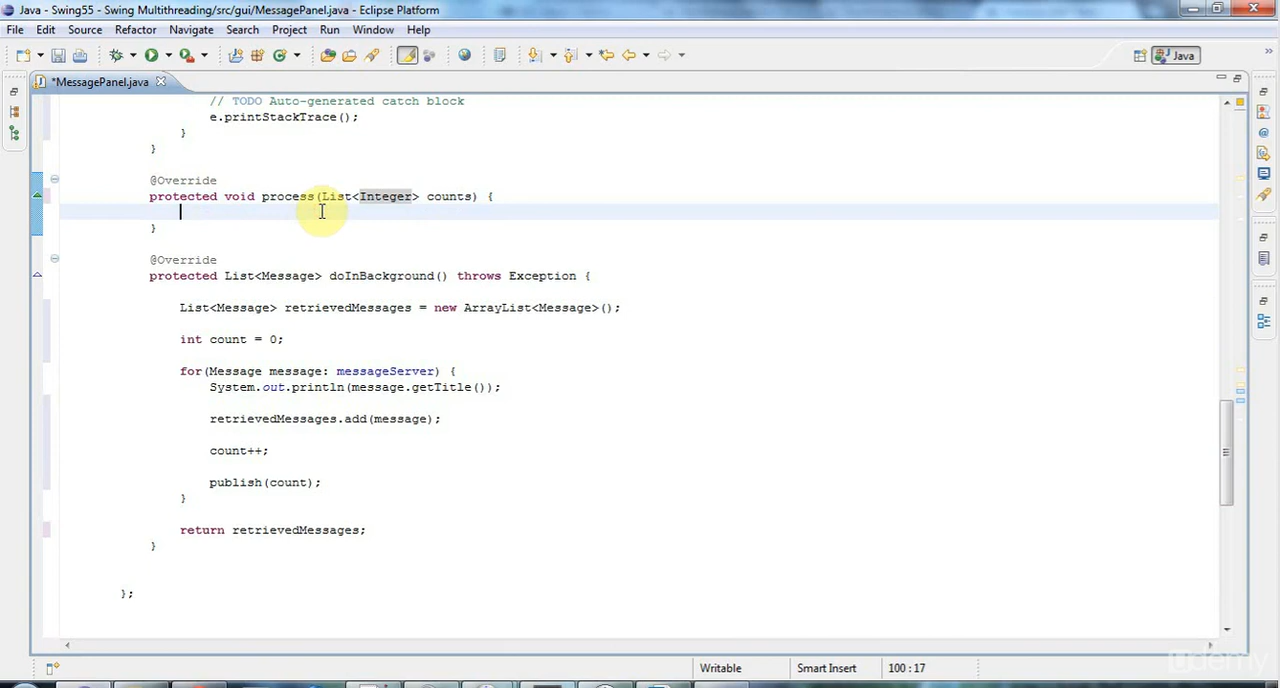 Java - Swing55 - Swing Multithreading/src/gui/MessagePanel.java - Eclipse Platform
File Edit Source Refactor Navigate Search Project Run Window Help
Java
*MessagePanel.java
// TODO Auto-generated catch block
e.printStackTrace();
}
}
@Override
protected void process(List<Integer> counts) {
}
@Override
protected List<Message> doInBackground() throws Exception {
List<Message> retrievedMessages = new ArrayList<Message>();
int count = 0;
for(Message message: messageServer) {
System.out.println(message.getTitle());
retrievedMessages.add(message);
count++;
publish(count);
}
return retrievedMessages;
}
};
Writable Smart Insert 100 : 17
udemy